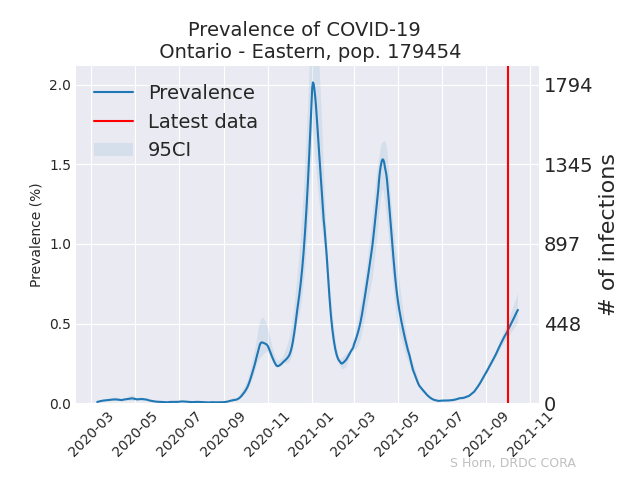 Prevalence of COVID-19
Ontario - Eastern, pop. 179454
Prevalence
Latest data
95CI
Prevalence (%)
2.0
1.5
1.0
0.5
0.0
1794
1345
897
448
0
# of infections
2020-03
2020-05
2020-07
2020-09
2020-11
2021-01
2021-03
2021-05
2021-07
2021-09
2021-11
S Horn, DRDC CORA